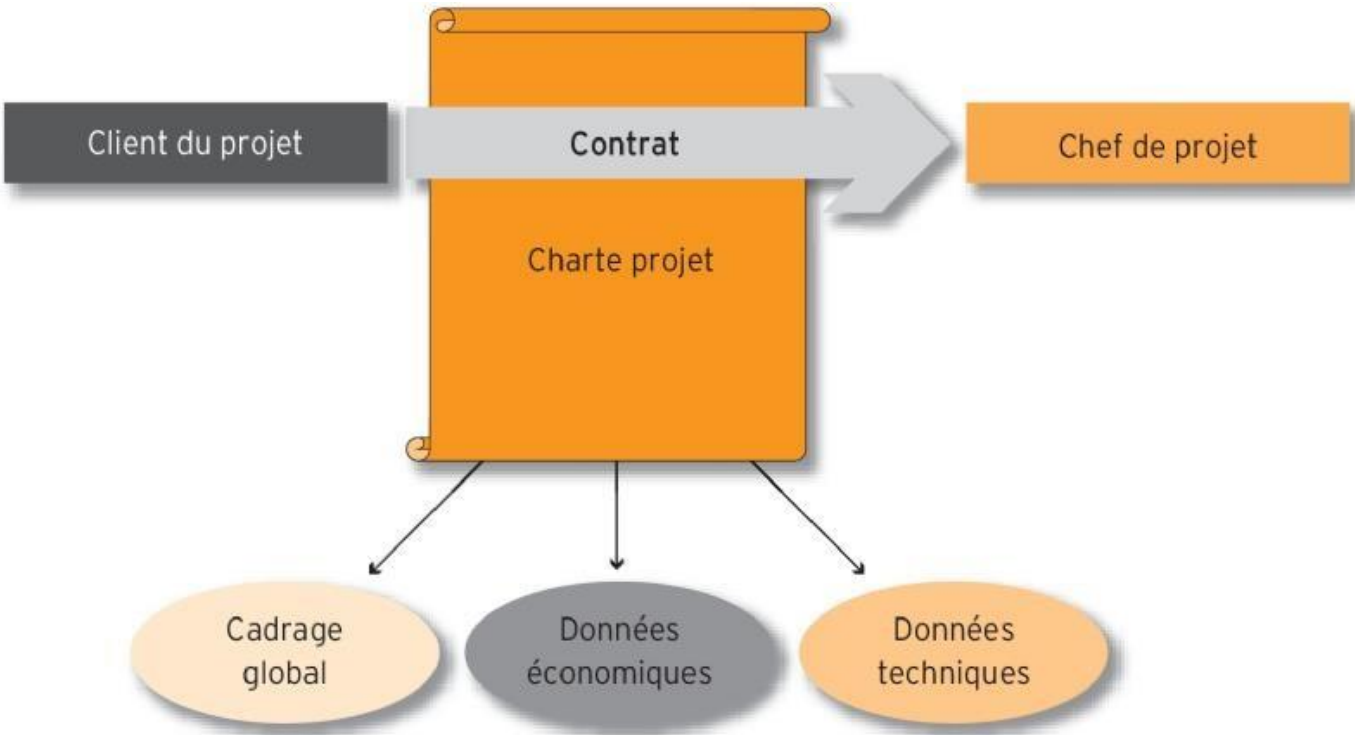 Client du projet
Contrat
Chef de projet
Charte projet
Cadrage
global
Données
économiques
Données
techniques